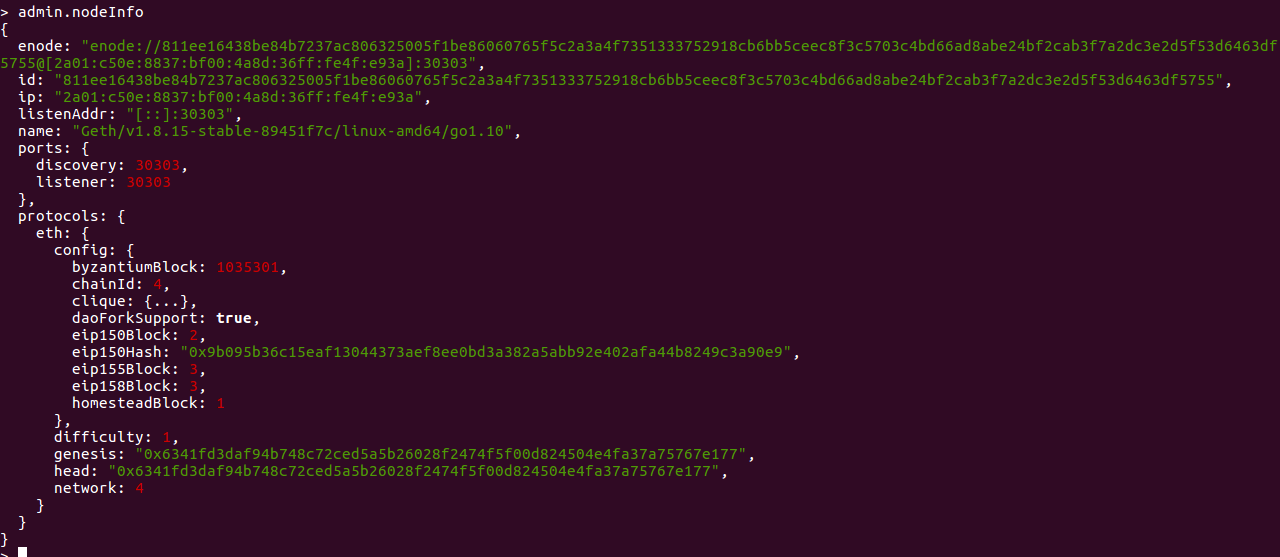 > admin.nodeInfo
{
  enode: "enode://811ee16438be84b7237ac806325005f1be86060765f5c2a3a4f7351333752918cb6bb5ceec8f3c5703c4bd66ad8abe24bf2cab3f7a2dc3e2d5f53d6463df
5755@[2a01:c50e:8837:bf00:4a8d:36ff:fe4f:e93a]:30303",
  id: "811ee16438be84b7237ac806325005f1be86060765f5c2a3a4f7351333752918cb6bb5ceec8f3c5703c4bd66ad8abe24bf2cab3f7a2dc3e2d5f53d6463df5755",
  ip: "2a01:c50e:8837:bf00:4a8d:36ff:fe4f:e93a",
  listenAddr: "[::]:30303",
  name: "Geth/v1.8.15-stable-89451f7c/linux-amd64/go1.10",
  ports: {
    discovery: 30303,
    listener: 30303
  },
  protocols: {
    eth: {
      config: {
        byzantiumBlock: 1035301,
        chainId: 4,
        clique: {...},
        daoForkSupport: true,
        eip150Block: 2,
        eip150Hash: "0x9b095b36c15eaf13044373aef8ee0bd3a382a5abb92e402afa44b8249c3a90e9",
        eip155Block: 3,
        eip158Block: 3,
        homesteadBlock: 1
      },
      difficulty: 1,
      genesis: "0x6341fd3daf94b748c72ced5a5b26028f2474f5f00d824504e4fa37a75767e177",
      head: "0x6341fd3daf94b748c72ced5a5b26028f2474f5f00d824504e4fa37a75767e177",
      network: 4
    }
  }
}
>